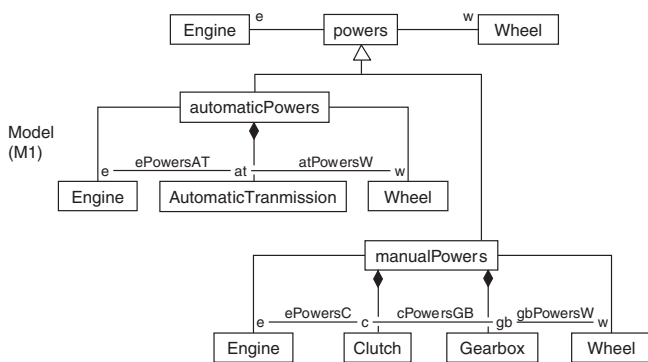 e
w
Engine
powers
Wheel
automaticPowers
Model
(M1)
ePowersAT
atPowersW
e
at
w
Engine
AutomaticTranmission
Wheel
manualPowers
ePowersC
cPowersGB
gbPowersW
e
c
gb
w
Engine
Clutch
Gearbox
Wheel